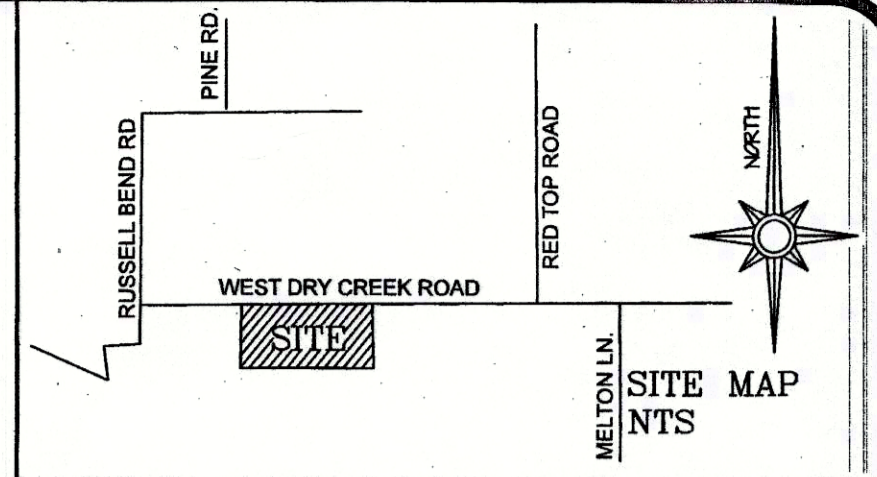 PINE RD.
RUSSELL BEND RD
RED TOP ROAD
NORTH
WEST DRY CREEK ROAD
SITE
MELTON LN.
SITE MAP
NTS